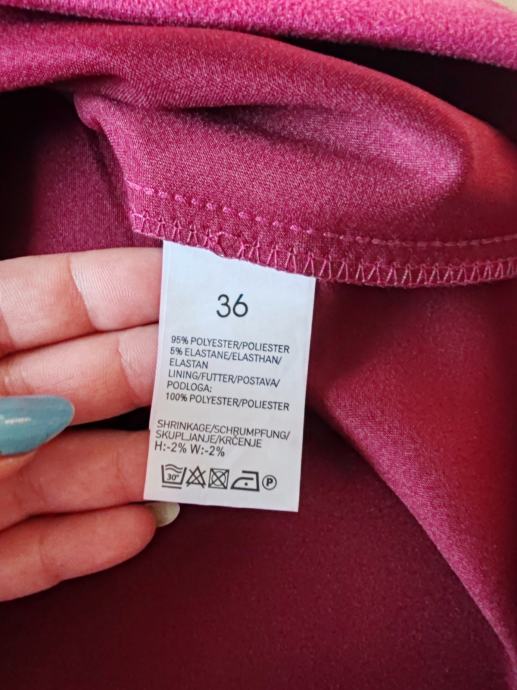 36
95% POLYESTER/POLIESTER
5% ELASTANE/ELASTHAN/
ELASTAN
LINING/FUTTER/POSTAVA/
PODLOGA:
100% POLYESTER/POLIESTER
SHRINKAGE/SCHRUMPFUNG/
SKUPLJANJE/KRČENJE
H:-2% W:-2%
30° P